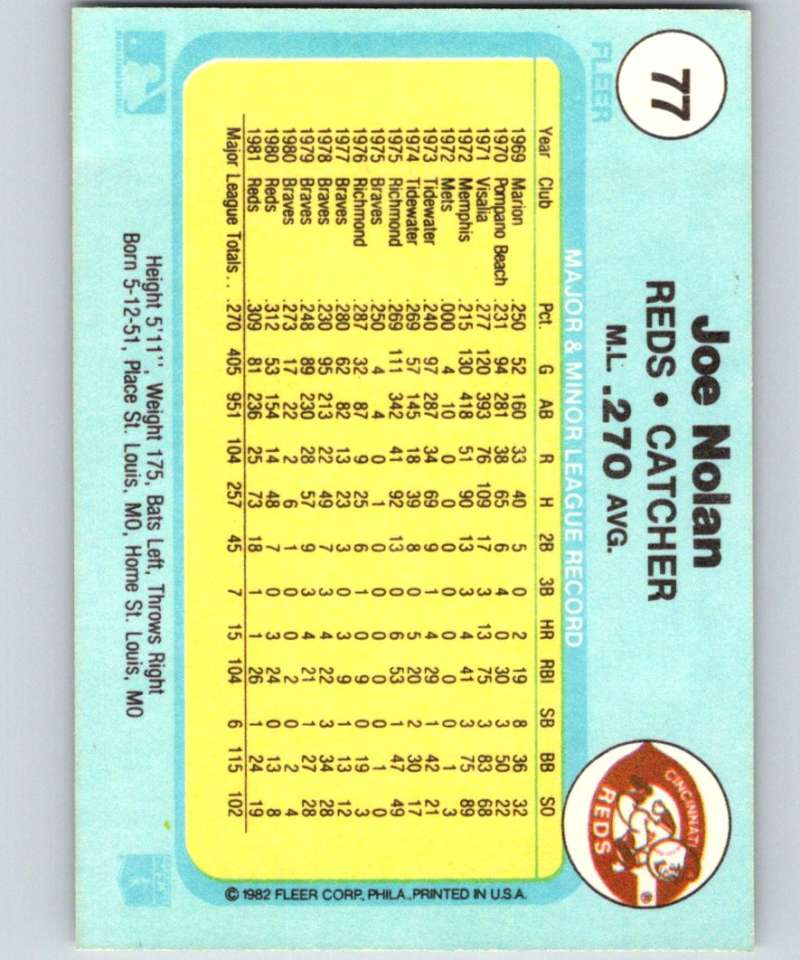 77
FLEER
Joe Nolan
REDS • CATCHER
M.L. .270 AVG.
CINCINNATI
REDS
®
MAJOR & MINOR LEAGUE RECORD
Year Club Pct. G AB R H 2B 3B HR RBI SB BB SO
1969 Marion .250 52 160 33 40 5 0 2 19 8 36 32
1970 Pompano Beach .231 94 281 38 65 6 4 0 30 3 50 22
1971 Visalia .277 120 393 76 109 17 3 13 75 3 83 68
1972 Memphis .215 130 418 51 90 13 3 4 41 3 75 89
1972 Mets .000 4 10 0 0 0 0 0 0 0 1 3
1973 Tidewater .240 97 287 34 69 9 1 4 29 1 42 21
1974 Tidewater .269 57 145 18 39 8 0 5 20 2 30 17
1975 Richmond .269 111 342 41 92 13 0 6 53 1 47 49
1975 Braves .250 4 4 0 1 0 0 0 0 0 1 0
1976 Richmond .287 32 87 9 25 6 1 0 9 0 19 3
1977 Braves .280 62 82 13 23 3 0 3 9 1 13 12
1978 Braves .230 95 213 22 49 7 3 4 22 3 34 28
1979 Braves .248 89 230 28 57 9 3 4 21 1 27 28
1980 Braves .273 17 22 2 6 1 0 0 2 0 2 4
1980 Reds .312 53 154 14 48 7 0 3 24 0 13 8
1981 Reds .309 81 236 25 73 18 1 1 26 1 24 19
Major League Totals . . .270 405 951 104 257 45 7 15 104 6 115 102
© 1982 FLEER CORP. PHILA., PRINTED IN U.S.A.
Height 5'11", Weight 175, Bats Left, Throws Right
Born 5-12-51, Place St. Louis, MO, Home St. Louis, MO